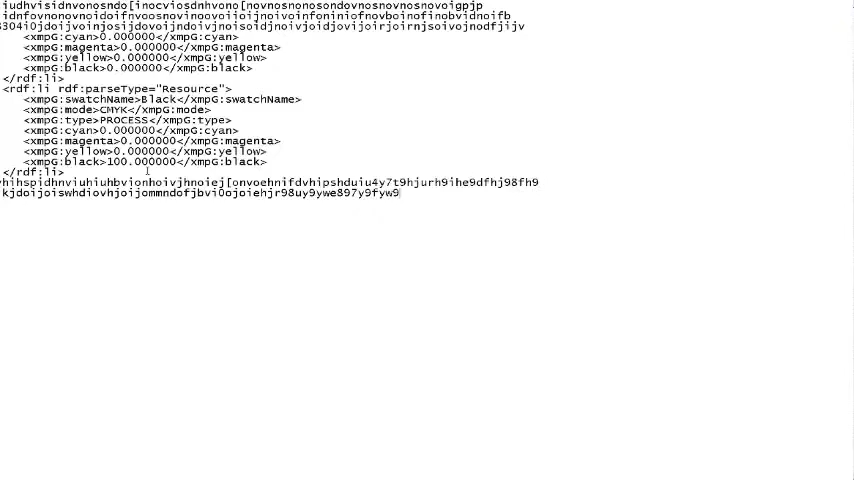 iudhvisidnvonosndo[inocviosdnhvono[novnosnonosondovnosnovnosnovoigpjp
idnfovnovnovnoidoifnvoosnovinoovoiioijnoivoinfoniniofnovboinofinobvidnoifb
8304i0jdoijvoinjosijdovoijndoivjnoisoidjnoivjoidjovijoirjoirnjsoivojnodfjijv
<xmpG:cyan>0.000000</xmpG:cyan>
<xmpG:magenta>0.000000</xmpG:magenta>
<xmpG:yellow>0.000000</xmpG:yellow>
<xmpG:black>0.000000</xmpG:black>
</rdf:li>
<rdf:li rdf:parseType="Resource">
<xmpG:swatchName>Black</xmpG:swatchName>
<xmpG:mode>CMYK</xmpG:mode>
<xmpG:type>PROCESS</xmpG:type>
<xmpG:cyan>0.000000</xmpG:cyan>
<xmpG:magenta>0.000000</xmpG:magenta>
<xmpG:yellow>0.000000</xmpG:yellow>
<xmpG:black>100.000000</xmpG:black>
</rdf:li>
vhihspidhnviuhiuhbvionhoivjhnoiej[onvoehnifdvhipshduiu4y7t9hjurh9ihe9dfhj98fh9
kjdoijoiswhdiovhjoijommndofjbvi0ojoiehjr98uy9ywe897y9fyw9